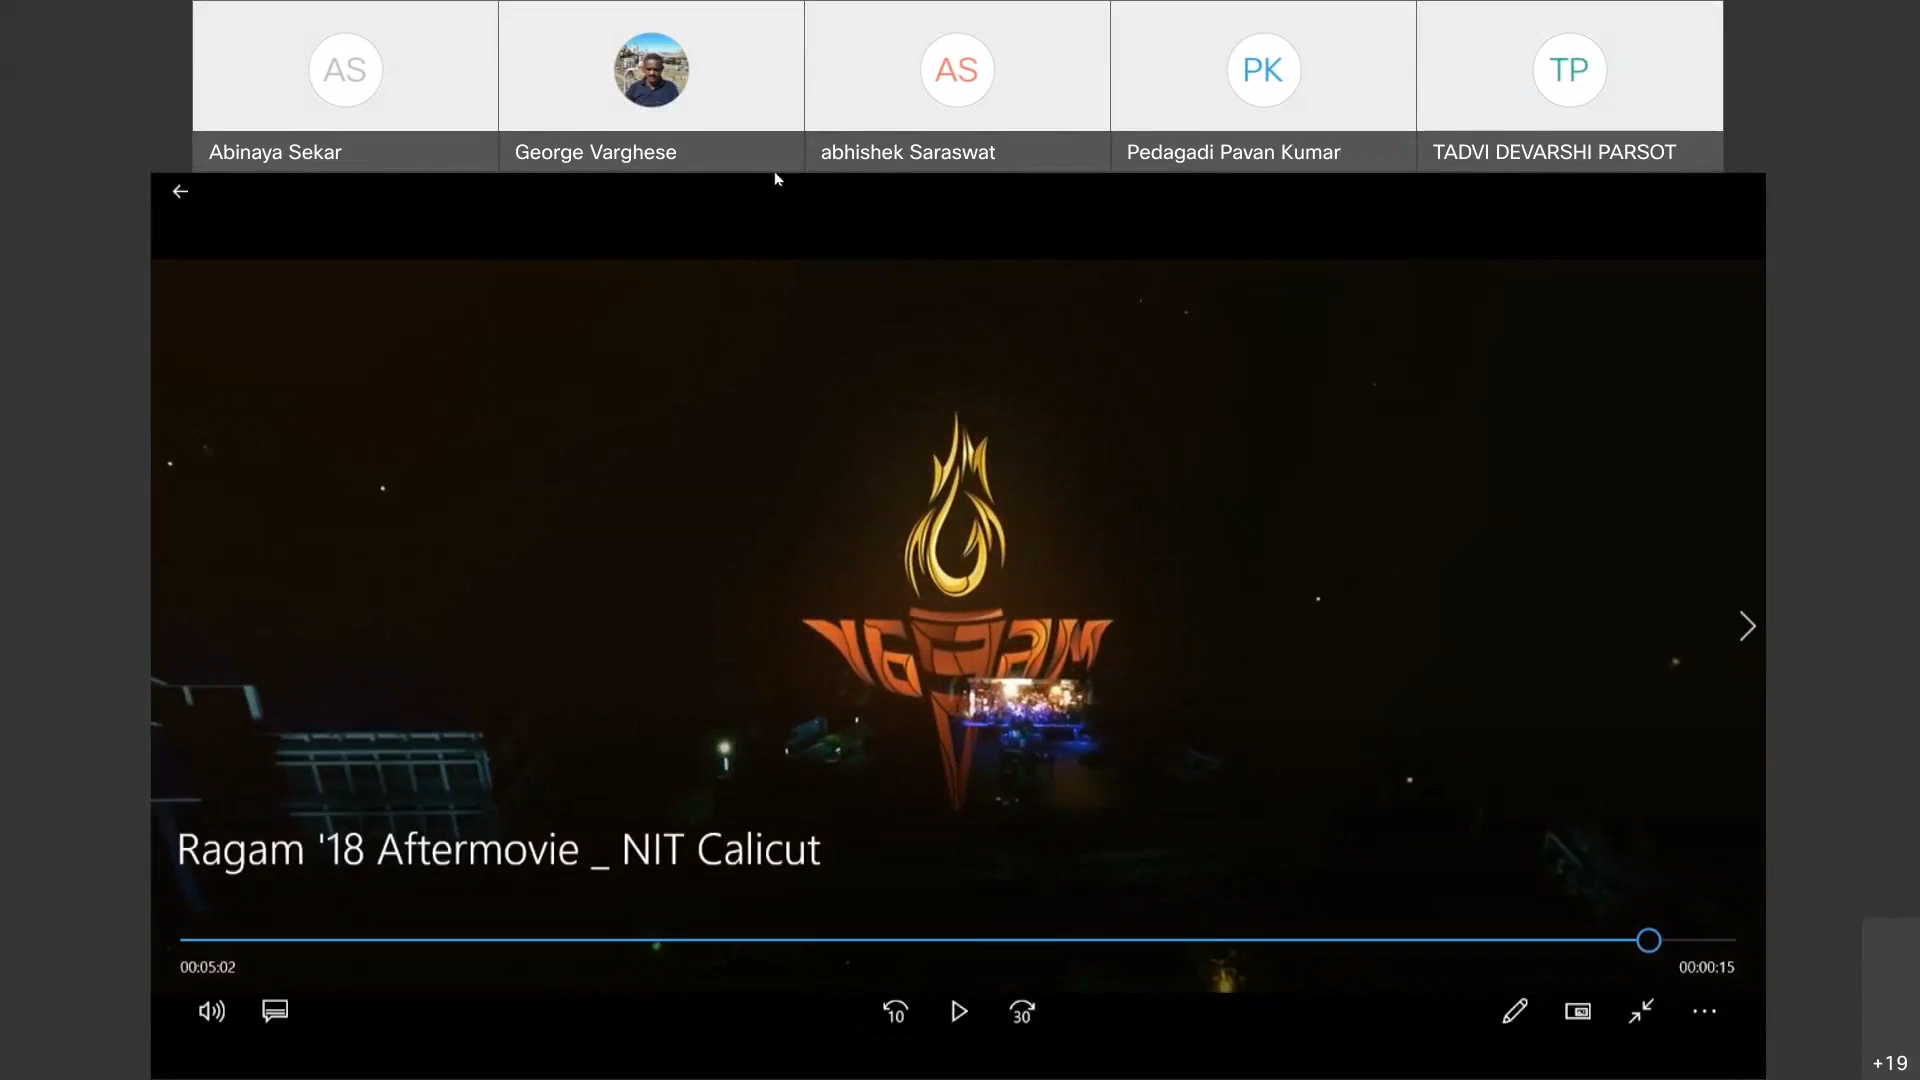 AS
AS
PK
TP
Abinaya Sekar
George Varghese
abhishek Saraswat
Pedagadi Pavan Kumar
TADVI DEVARSHI PARSOT
ragam
Ragam '18 Aftermovie _ NIT Calicut
00:05:02
00:00:15
10
30
+19